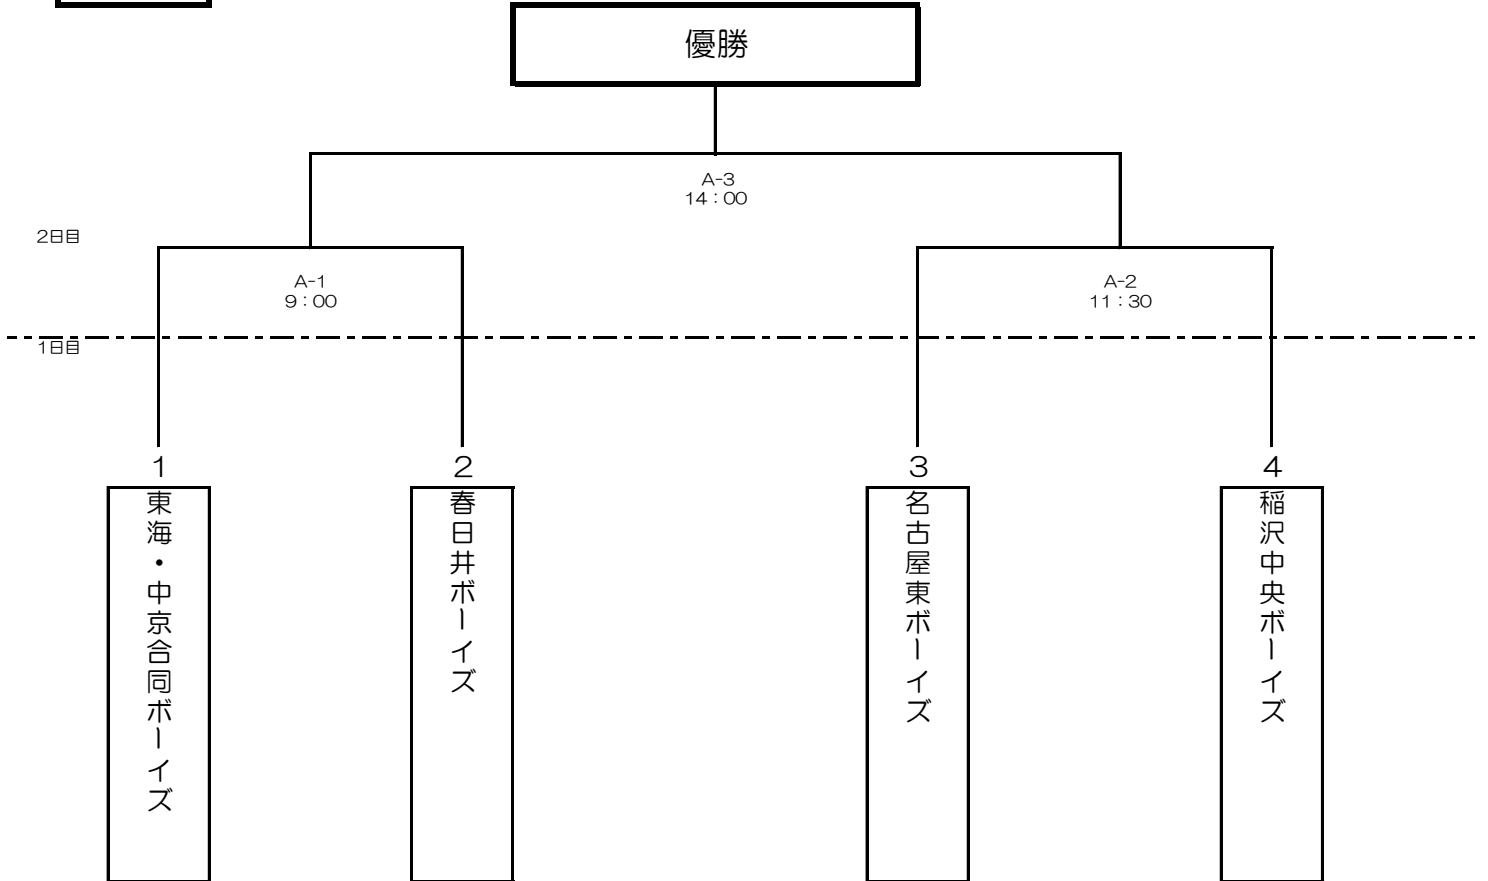 優勝
A-3
14：00
2日目
A-1
9：00
A-2
11：30
1日目
1
2
3
4
東海・中京合同ボーイズ
春日井ボーイズ
名古屋東ボーイズ
稲沢中央ボーイズ